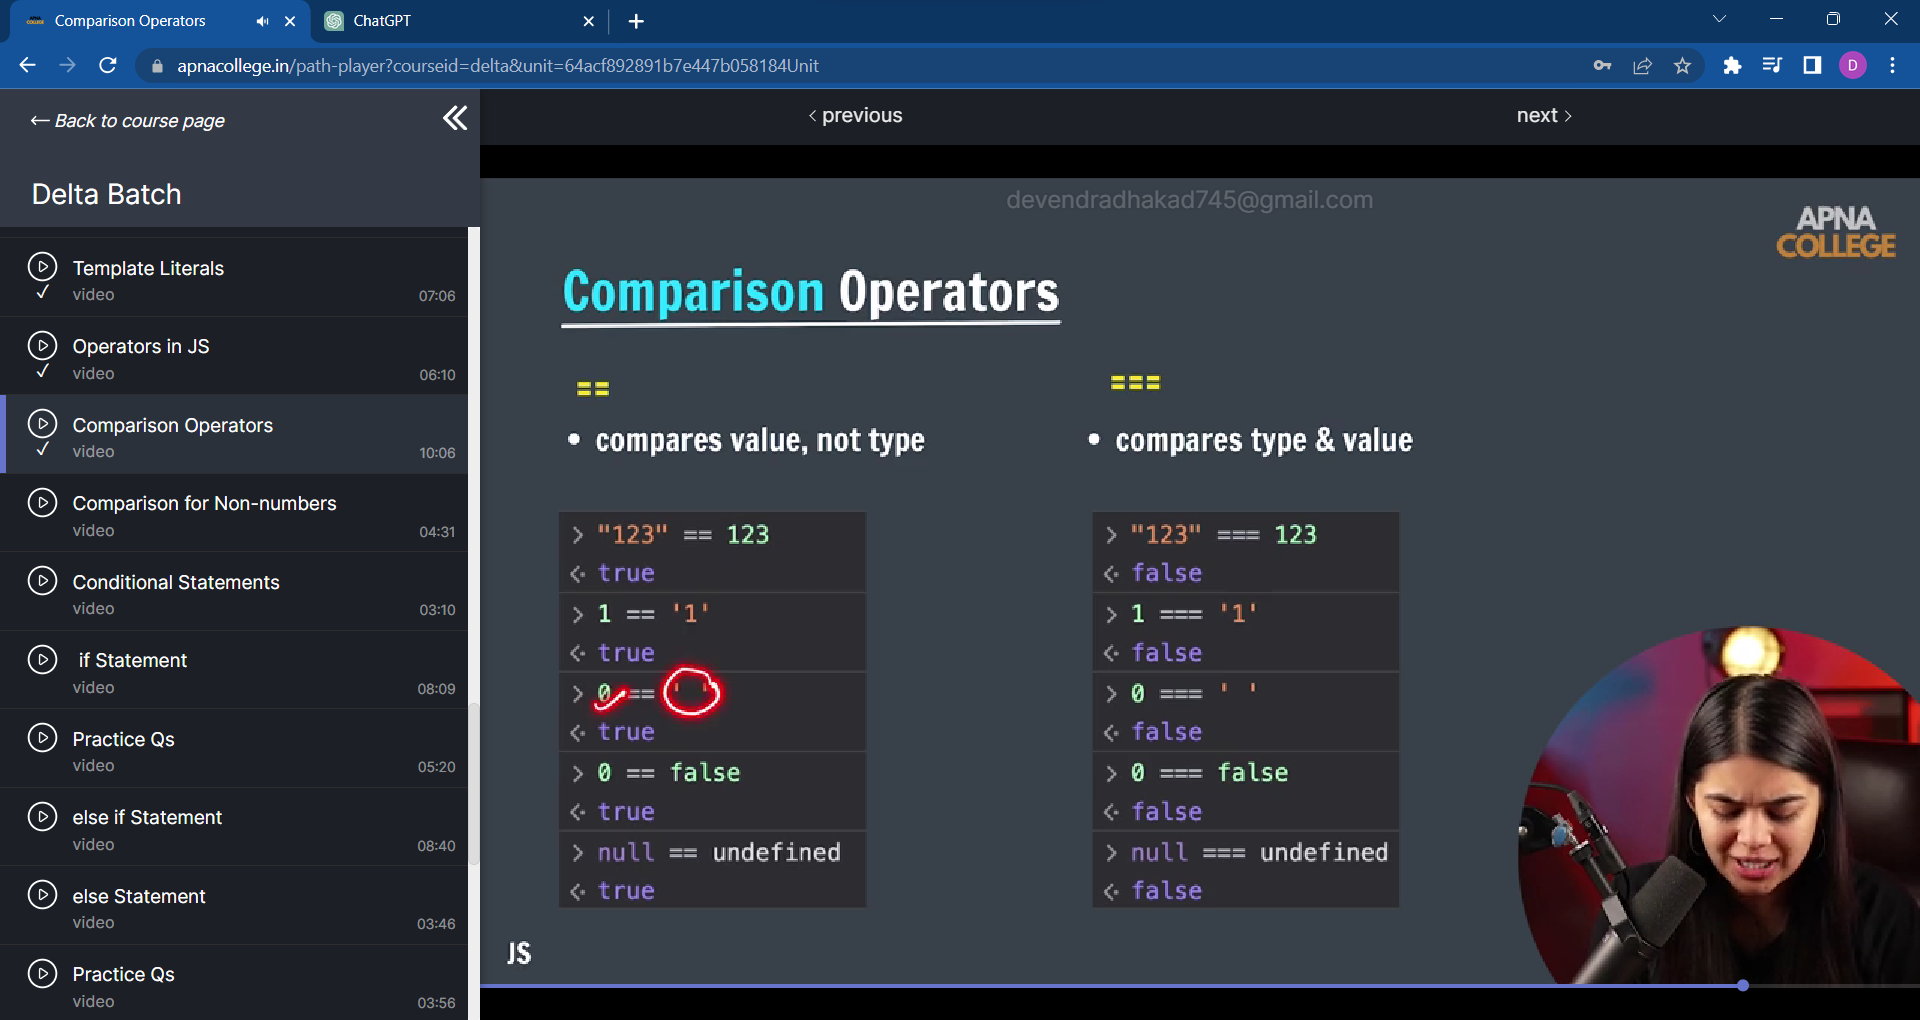 Comparison Operators
ChatGPT
apnacollege.in/path-player?courseid=delta&unit=64acf892891b7e447b058184Unit
D
← Back to course page
‹ previous
next ›
Delta Batch
Template Literals
video 07:06
Operators in JS
video 06:10
Comparison Operators
video 10:06
Comparison for Non-numbers
video 04:31
Conditional Statements
video 03:10
if Statement
video 08:09
Practice Qs
video 05:20
else if Statement
video 08:40
else Statement
video 03:46
Practice Qs
video 03:56
devendradhakad745@gmail.com
APNA
COLLEGE
Comparison Operators
==
• compares value, not type
> "123" == 123
<· true
> 1 == '1'
<· true
> 0 == ' '
<· true
> 0 == false
<· true
> null == undefined
<· true
===
• compares type & value
> "123" === 123
<· false
> 1 === '1'
<· false
> 0 === ' '
<· false
> 0 === false
<· false
> null === undefined
<· false
JS